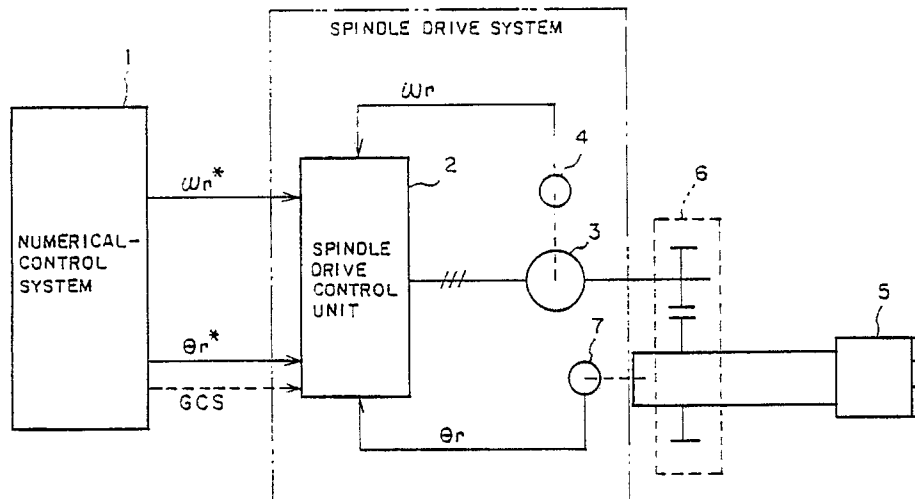 SPINDLE DRIVE SYSTEM
1
ωr
4
2
6
ωr*
3
NUMERICAL-
CONTROL
SYSTEM
SPINDLE
DRIVE
CONTROL
UNIT
5
θr*
7
GCS
θr